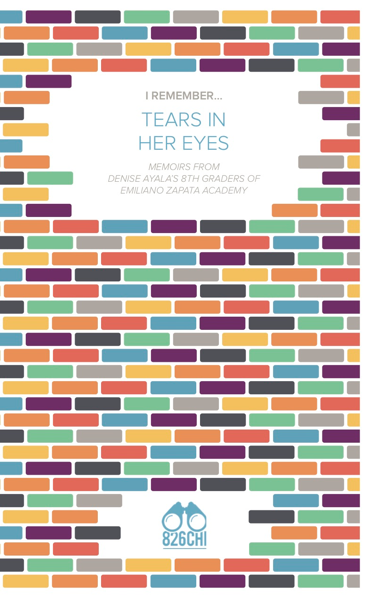 I REMEMBER...
TEARS IN
HER EYES
MEMOIRS FROM
DENISE AYALA'S 8TH GRADERS OF
EMILIANO ZAPATA ACADEMY
826CHI